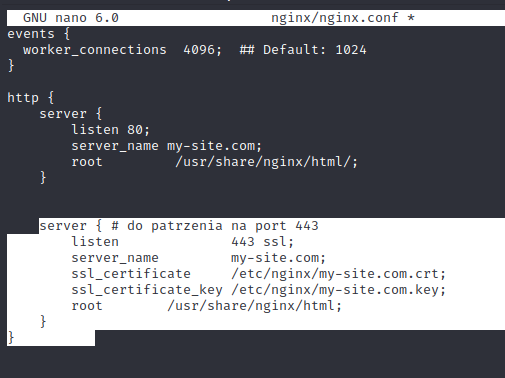 GNU nano 6.0 nginx/nginx.conf *
events {
  worker_connections  4096;  ## Default: 1024
}

http {
    server {
        listen 80;
        server_name my-site.com;
        root         /usr/share/nginx/html/;
    }


    server { # do patrzenia na port 443
        listen              443 ssl;
        server_name         my-site.com;
        ssl_certificate     /etc/nginx/my-site.com.crt;
        ssl_certificate_key /etc/nginx/my-site.com.key;
        root        /usr/share/nginx/html;
    }
}